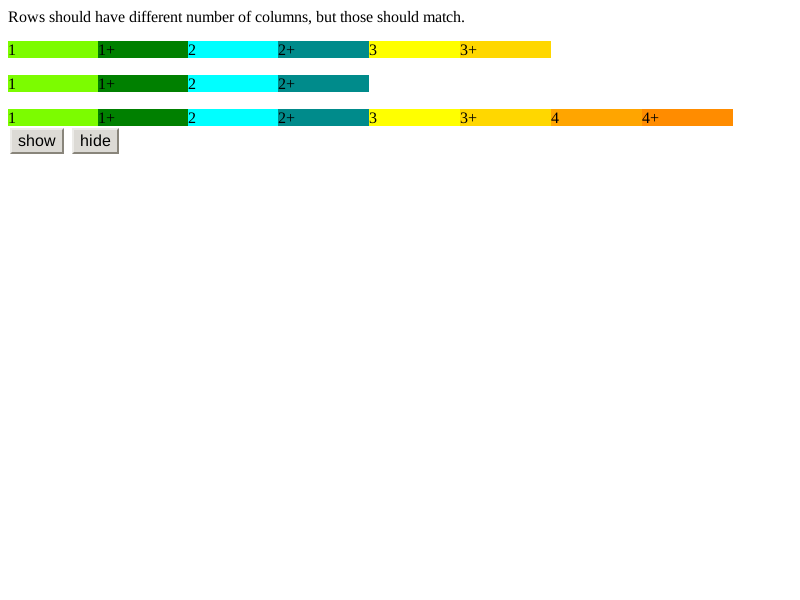 Rows should have different number of columns, but those should match.
1 1+ 2 2+ 3 3+
1 1+ 2 2+
1 1+ 2 2+ 3 3+ 4 4+
show hide